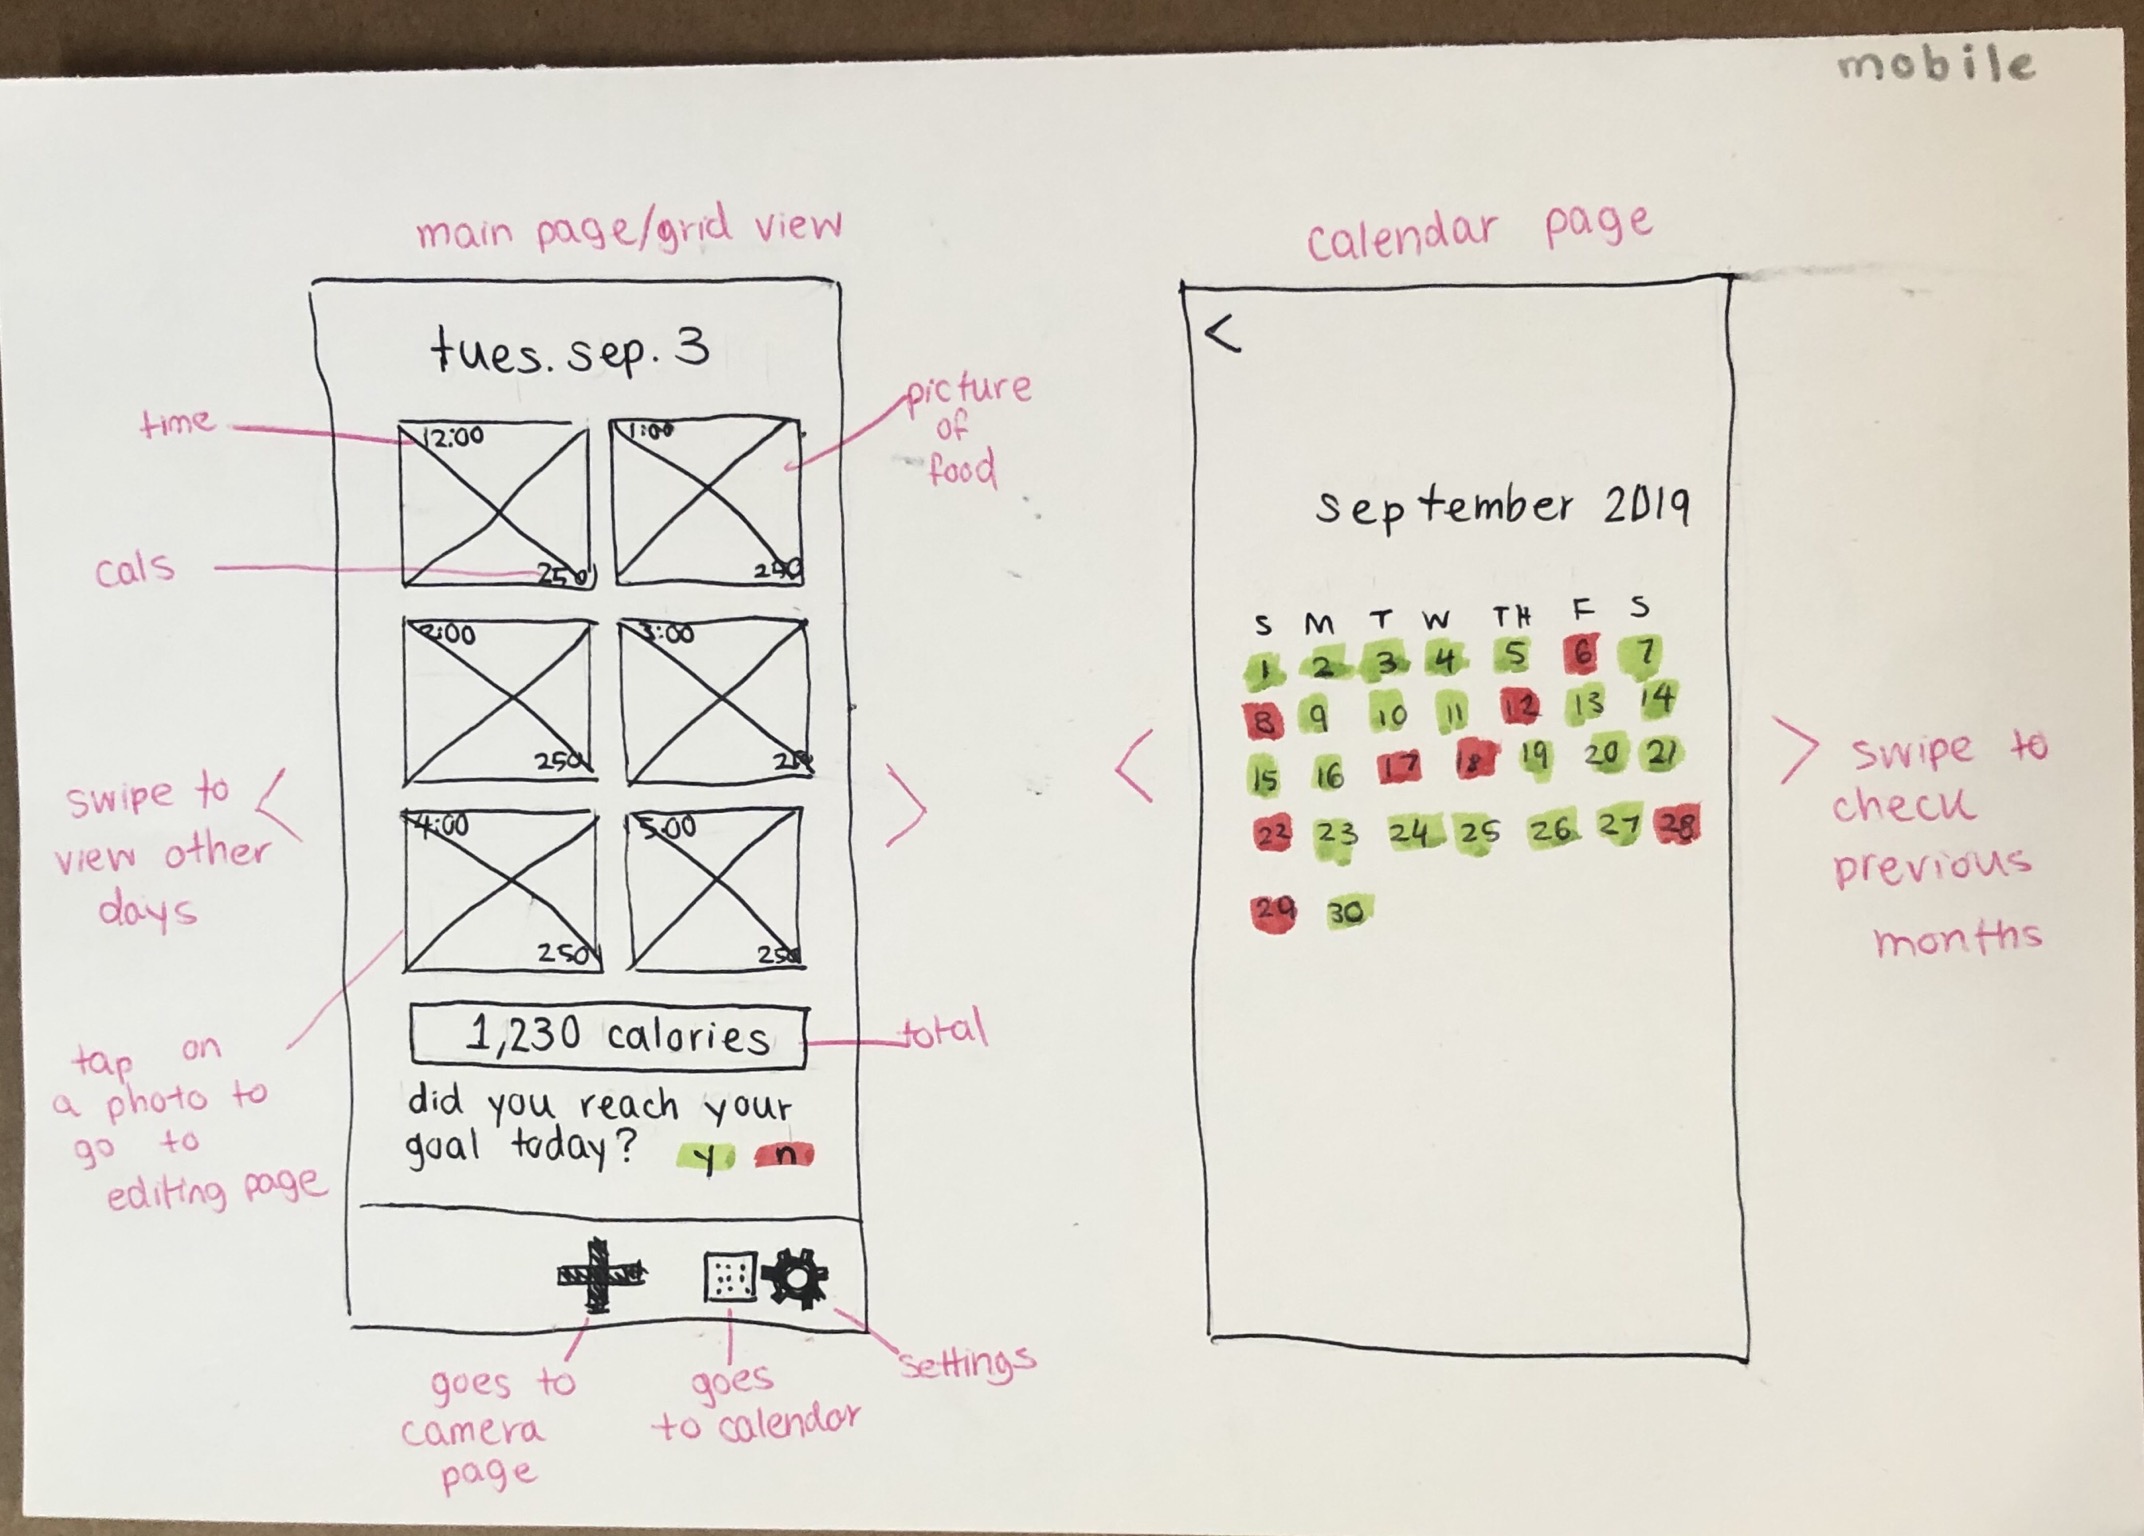 mobile
main page/grid view
tues. sep. 3
time
12:00
1:00
picture
of
food
cals
250
250
2:00
3:00
250
250
swipe to
view other
days
4:00
5:00
250
250
tap on
a photo to
go to
editing page
1,230 calories
total
did you reach your
goal today? y n
goes to
camera
page
goes
to calendar
settings
calendar page
<
september 2019
S M T W TH F S
1 2 3 4 5 6 7
8 9 10 11 12 13 14
15 16 17 18 19 20 21
22 23 24 25 26 27 28
29 30
swipe to
check
previous
months